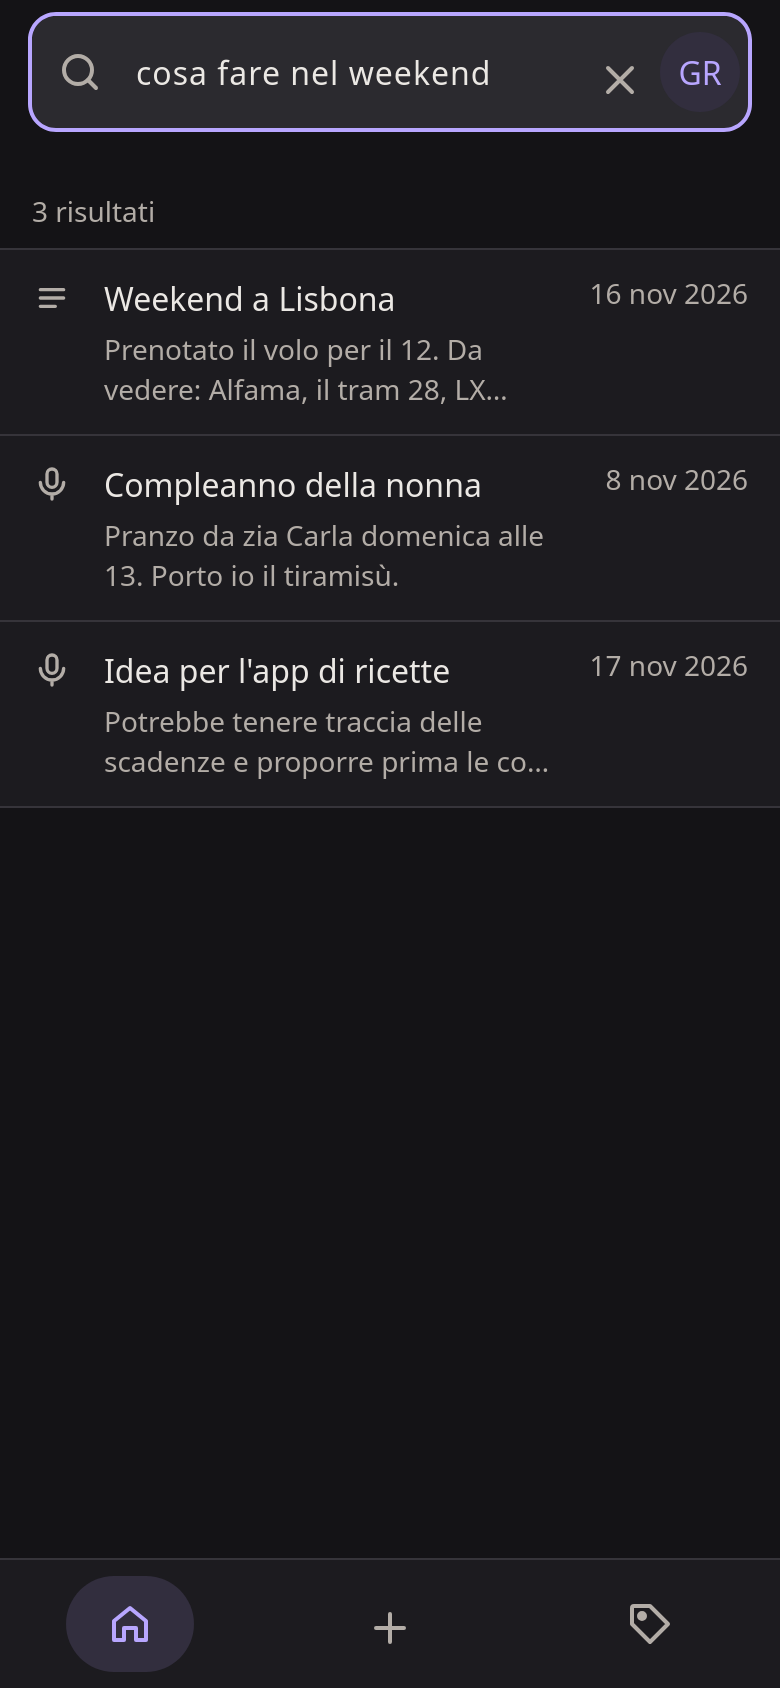 cosa fare nel weekend
GR
3 risultati
Weekend a Lisbona
16 nov 2026
Prenotato il volo per il 12. Da
vedere: Alfama, il tram 28, LX…
Compleanno della nonna
8 nov 2026
Pranzo da zia Carla domenica alle
13. Porto io il tiramisù.
Idea per l'app di ricette
17 nov 2026
Potrebbe tenere traccia delle
scadenze e proporre prima le co…